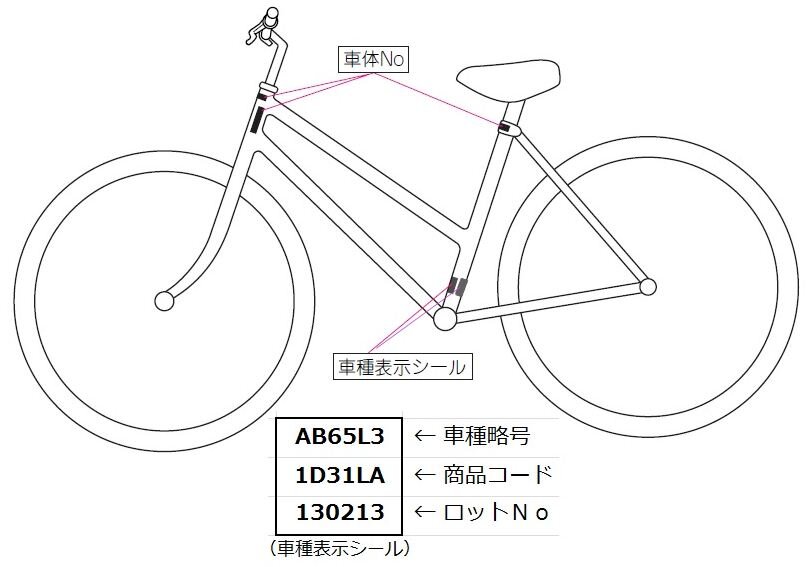 車体No
車種表示シール
AB65L3 ← 車種略号
1D31LA ← 商品コード
130213 ← ロットNo
(車種表示シール)